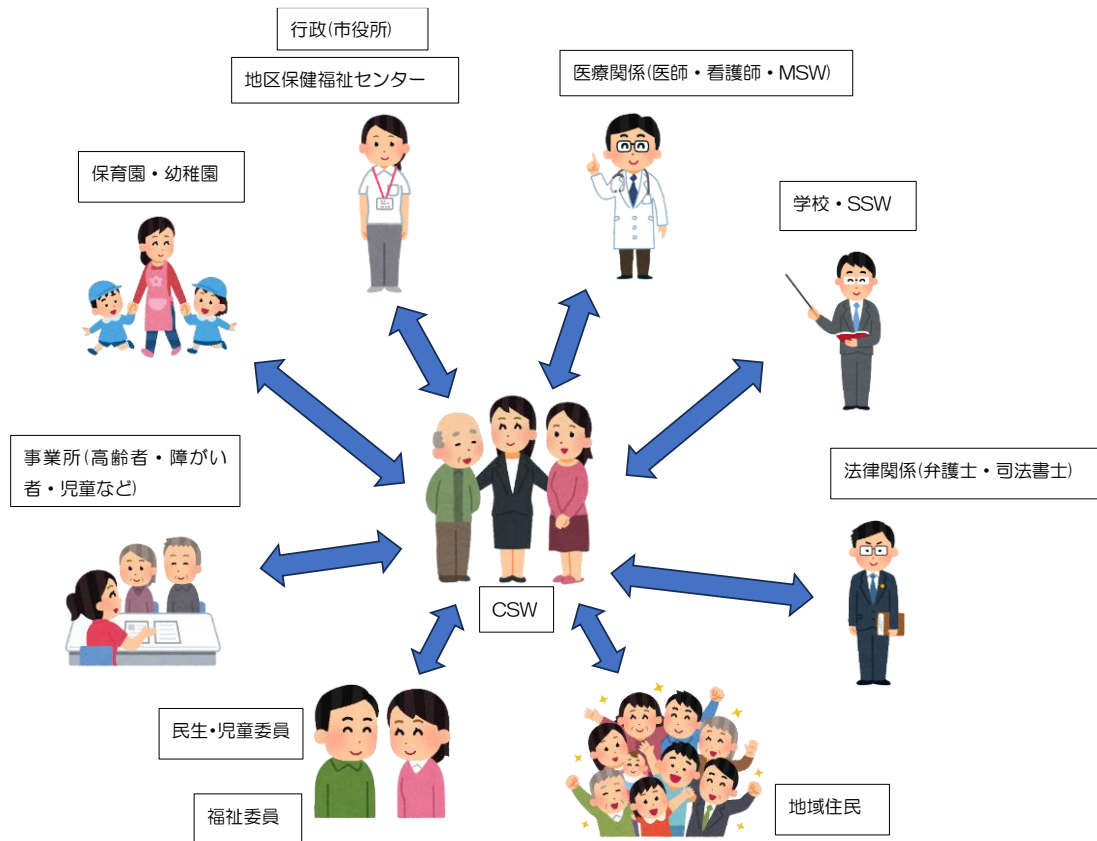 行政(市役所)
地区保健福祉センター
医療関係(医師・看護師・MSW)
保育園・幼稚園
学校・SSW
事業所(高齢者・障がい
者・児童など)
法律関係(弁護士・司法書士)
CSW
民生・児童委員
福祉委員
地域住民